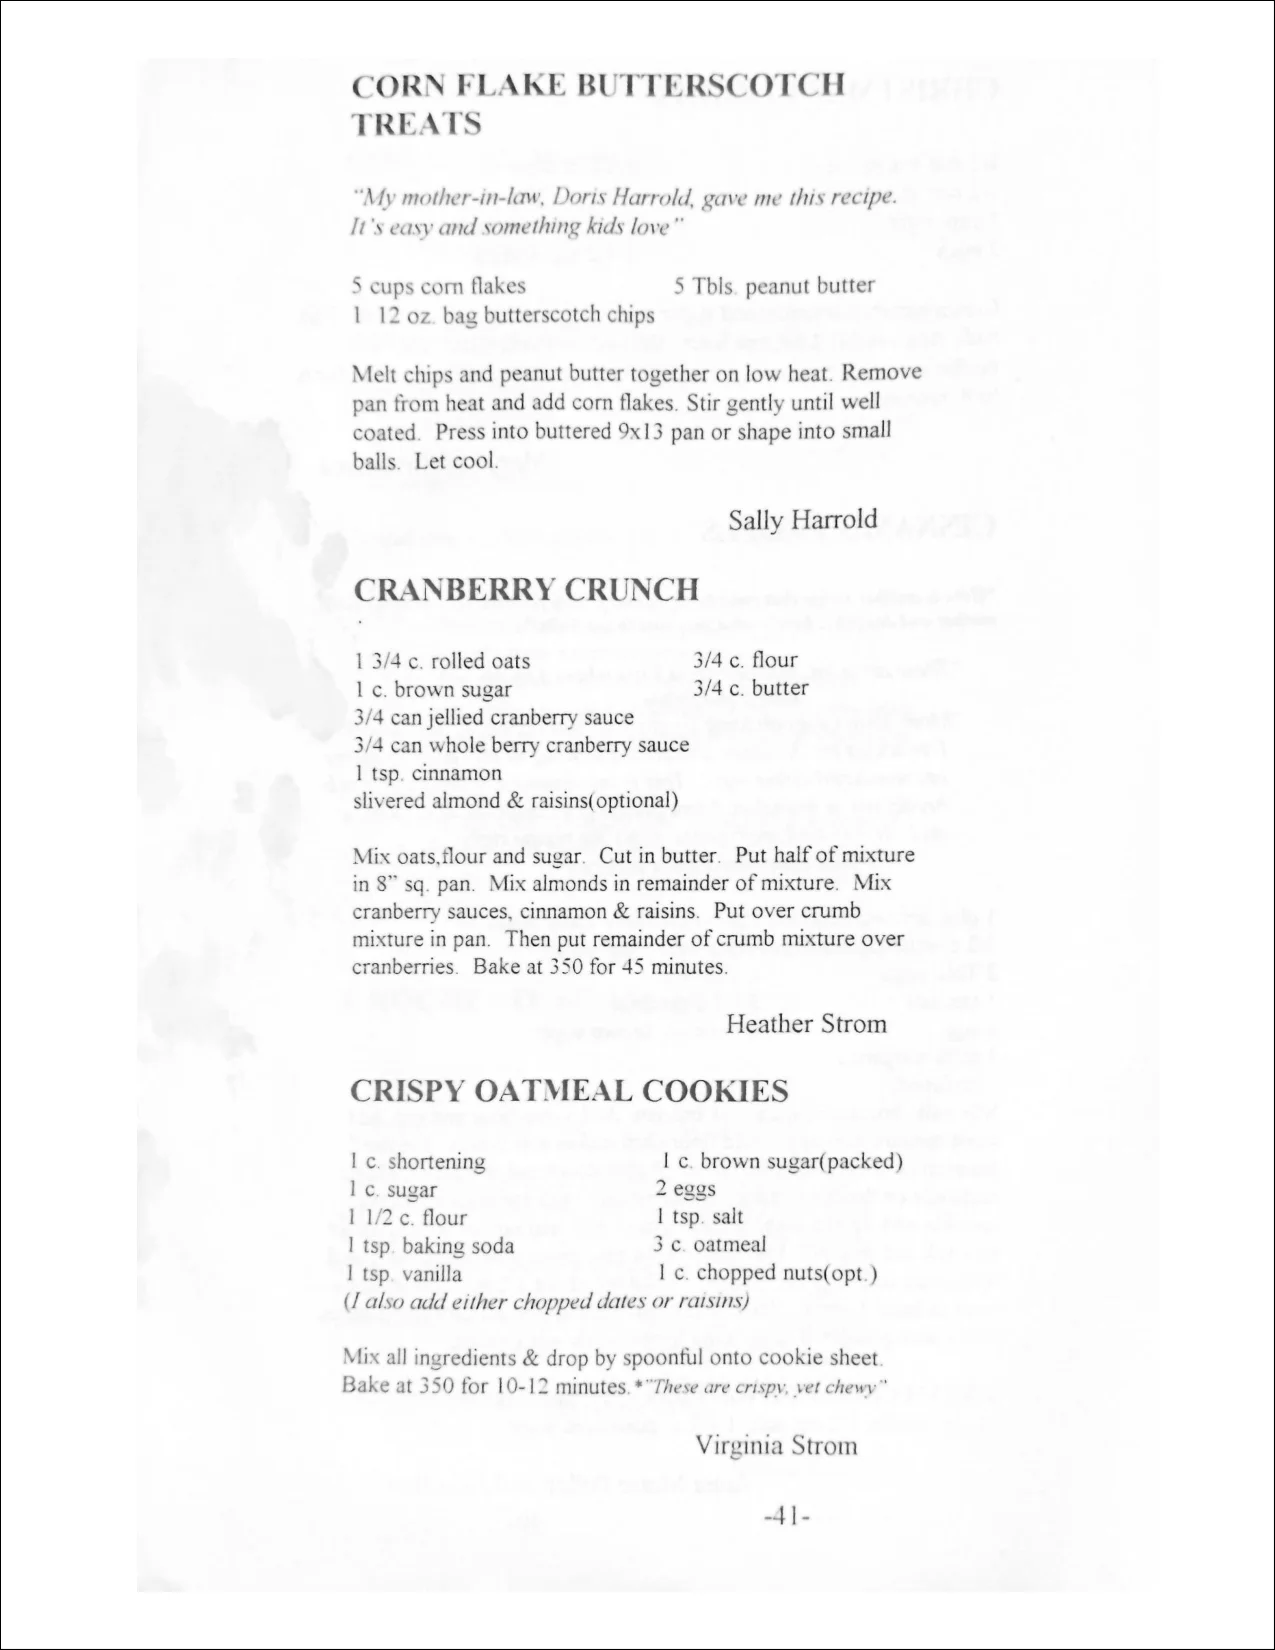 CORN FLAKE BUTTERSCOTCH
TREATS
"My mother-in-law, Doris Harrold, gave me this recipe.
It's easy and something kids love"
5 cups corn flakes 5 Tbls. peanut butter
1 12 oz. bag butterscotch chips
Melt chips and peanut butter together on low heat. Remove
pan from heat and add corn flakes. Stir gently until well
coated. Press into buttered 9x13 pan or shape into small
balls. Let cool.
Sally Harrold
CRANBERRY CRUNCH
1 3/4 c. rolled oats 3/4 c. flour
1 c. brown sugar 3/4 c. butter
3/4 can jellied cranberry sauce
3/4 can whole berry cranberry sauce
1 tsp. cinnamon
slivered almond & raisins(optional)
Mix oats,flour and sugar. Cut in butter. Put half of mixture
in 8" sq. pan. Mix almonds in remainder of mixture. Mix
cranberry sauces, cinnamon & raisins. Put over crumb
mixture in pan. Then put remainder of crumb mixture over
cranberries. Bake at 350 for 45 minutes.
Heather Strom
CRISPY OATMEAL COOKIES
1 c. shortening 1 c. brown sugar(packed)
1 c. sugar 2 eggs
1 1/2 c. flour 1 tsp. salt
1 tsp. baking soda 3 c. oatmeal
1 tsp. vanilla 1 c. chopped nuts(opt.)
(I also add either chopped dates or raisins)
Mix all ingredients & drop by spoonful onto cookie sheet.
Bake at 350 for 10-12 minutes.*"These are crispy, yet chewy"
Virginia Strom
-41-